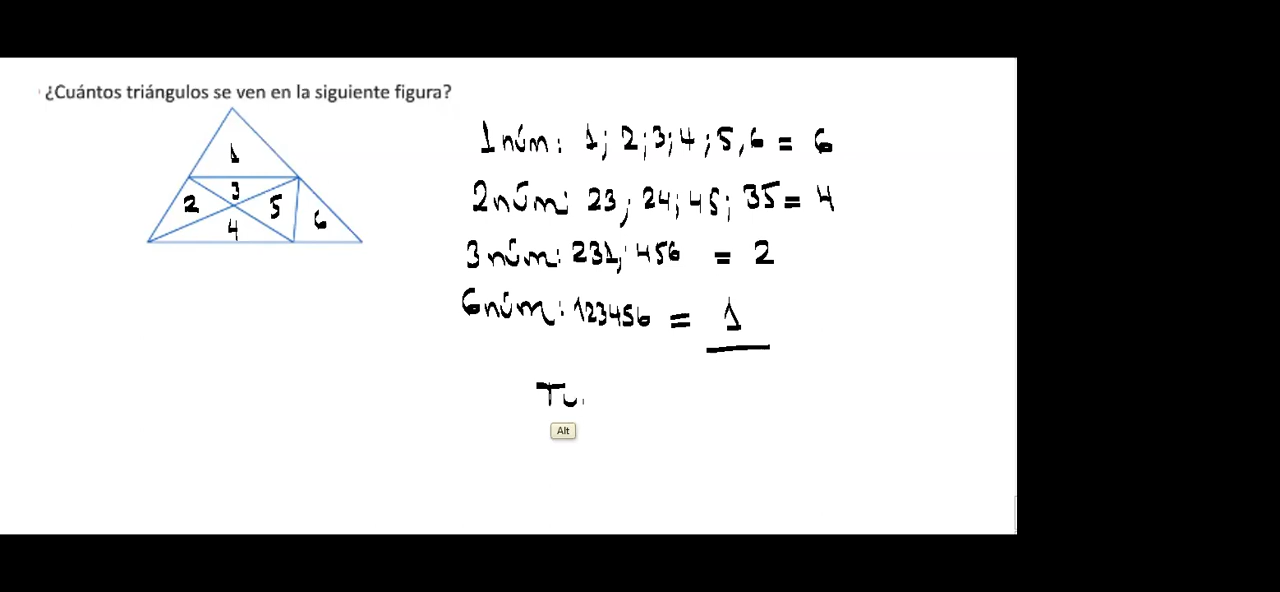 ¿Cuántos triángulos se ven en la siguiente figura?
1
2
3
5
4
6
1 núm: 1; 2; 3; 4; 5, 6 = 6
2 núm: 23; 24; 45; 35 = 4
3 núm: 231; 456 = 2
6 núm: 123456 = 1
To.
Alt